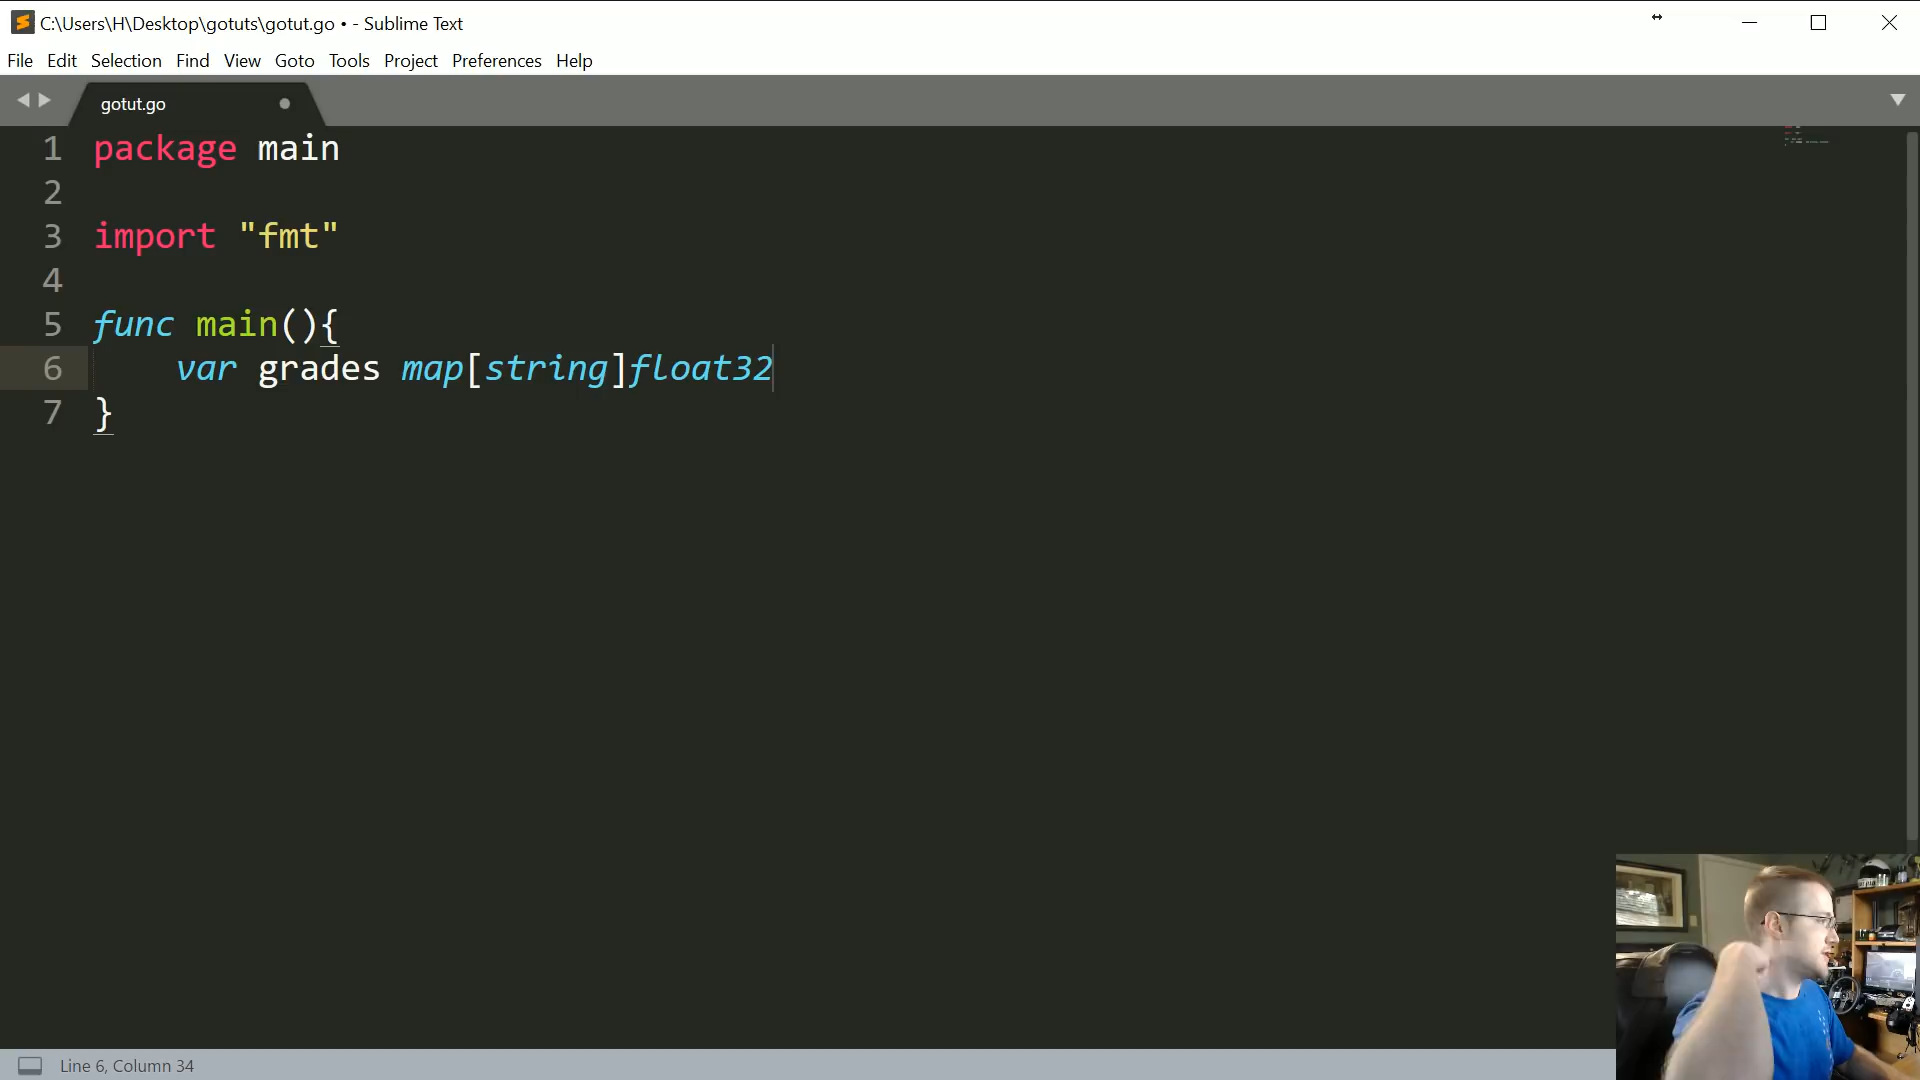 C:\Users\H\Desktop\gotuts\gotut.go • - Sublime Text
File Edit Selection Find View Goto Tools Project Preferences Help
gotut.go
1 package main
2
3 import "fmt"
4
5 func main(){
6 var grades map[string]float32
7 }
Line 6, Column 34